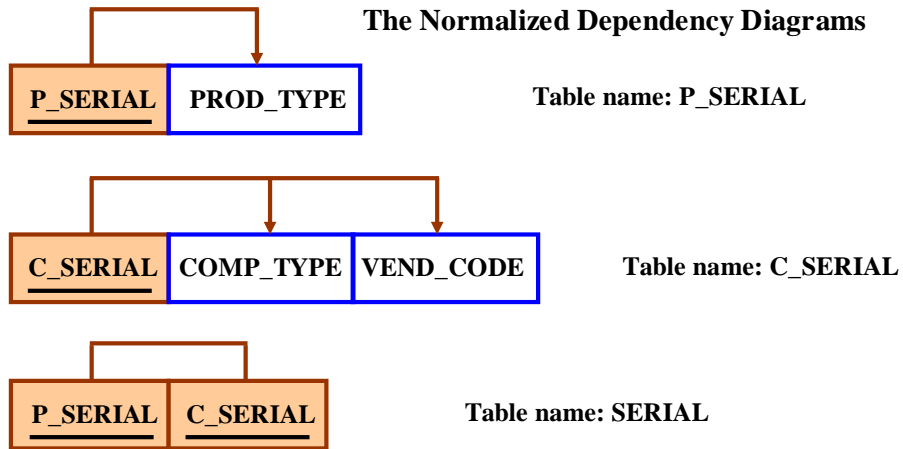 The Normalized Dependency Diagrams
P_SERIAL PROD_TYPE Table name: P_SERIAL
C_SERIAL COMP_TYPE VEND_CODE Table name: C_SERIAL
P_SERIAL C_SERIAL Table name: SERIAL